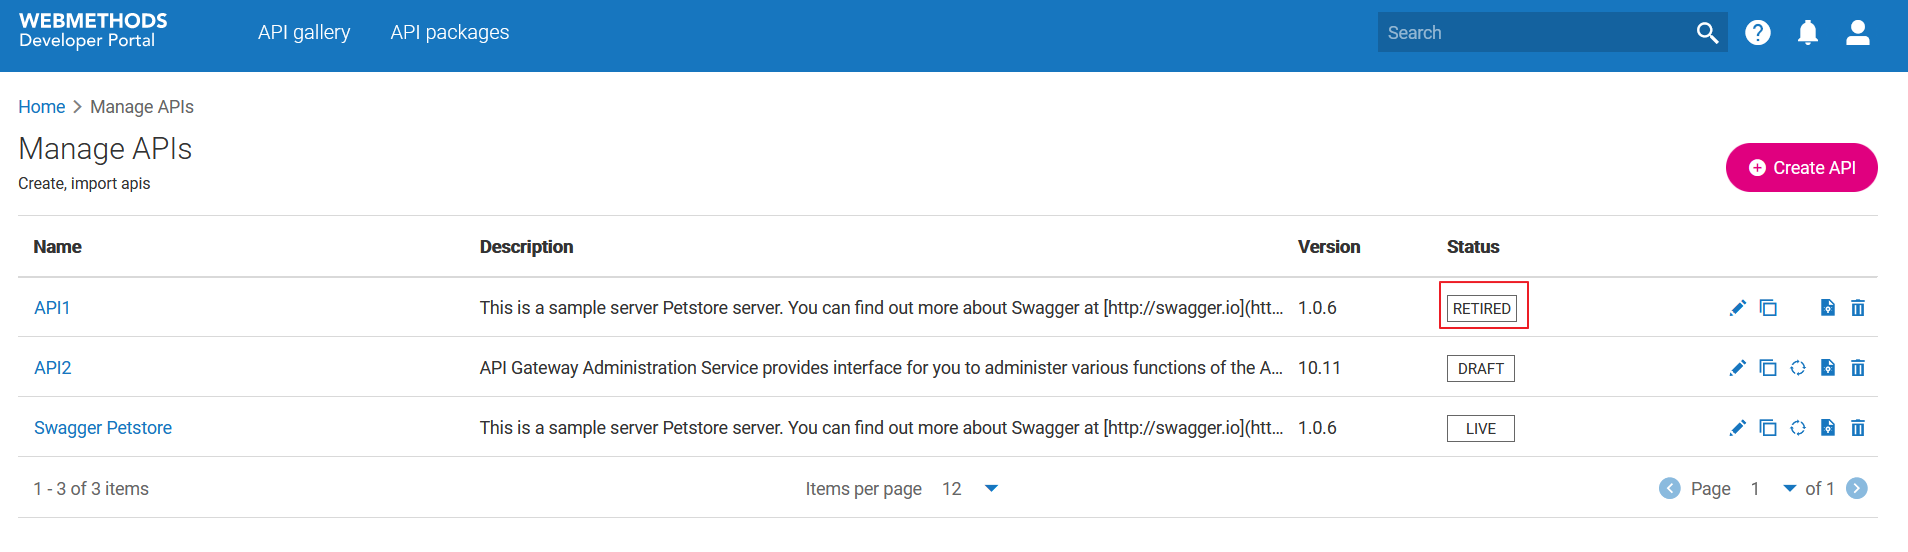 WEBMETHODS
Developer Portal
API gallery
API packages
Search
Home > Manage APIs
Manage APIs
Create, import apis
Create API
Name Description Version Status
API1 This is a sample server Petstore server. You can find out more about Swagger at [http://swagger.io](htt... 1.0.6 RETIRED
API2 API Gateway Administration Service provides interface for you to administer various functions of the A... 10.11 DRAFT
Swagger Petstore This is a sample server Petstore server. You can find out more about Swagger at [http://swagger.io](htt... 1.0.6 LIVE
1 - 3 of 3 items Items per page 12 Page 1 of 1